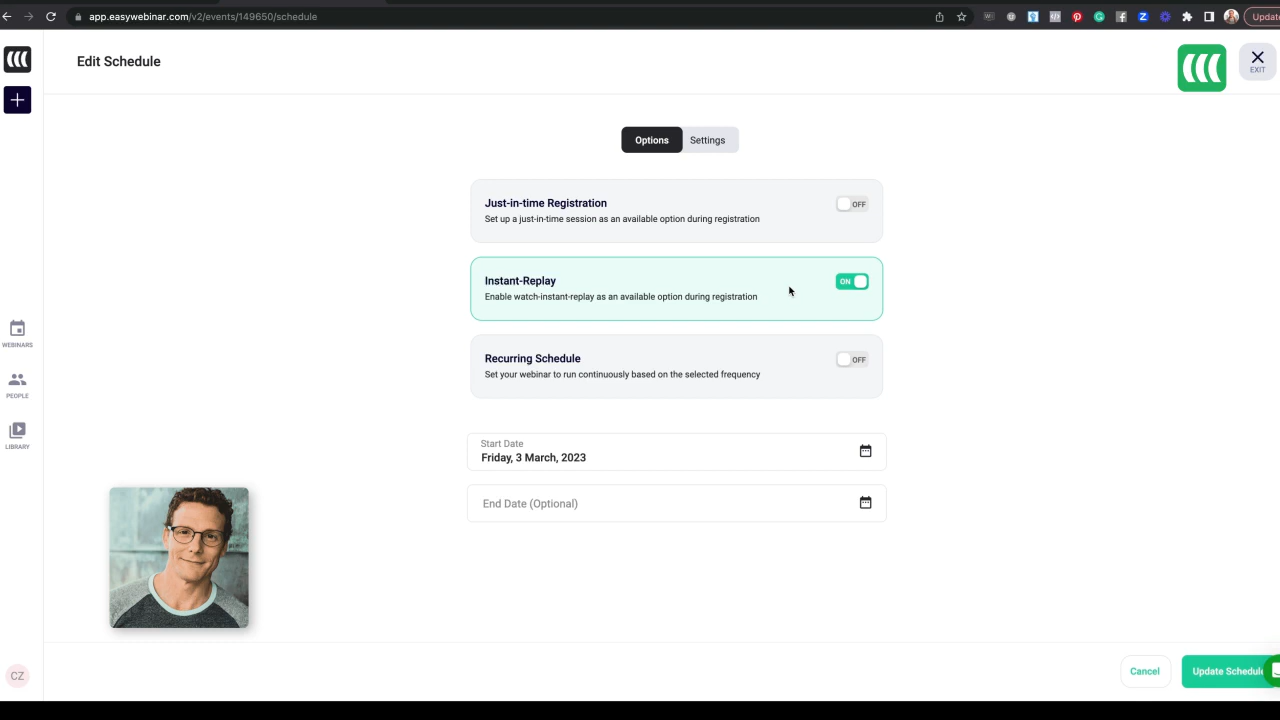 app.easywebinar.com/v2/events/149650/schedule
Update
Edit Schedule
EXIT
Options
Settings
Just-in-time Registration
OFF
Set up a just-in-time session as an available option during registration
Instant-Replay
ON
Enable watch-instant-replay as an available option during registration
WEBINARS
Recurring Schedule
OFF
Set your webinar to run continuously based on the selected frequency
PEOPLE
LIBRARY
Start Date
Friday, 3 March, 2023
End Date (Optional)
CZ
Cancel
Update Schedule